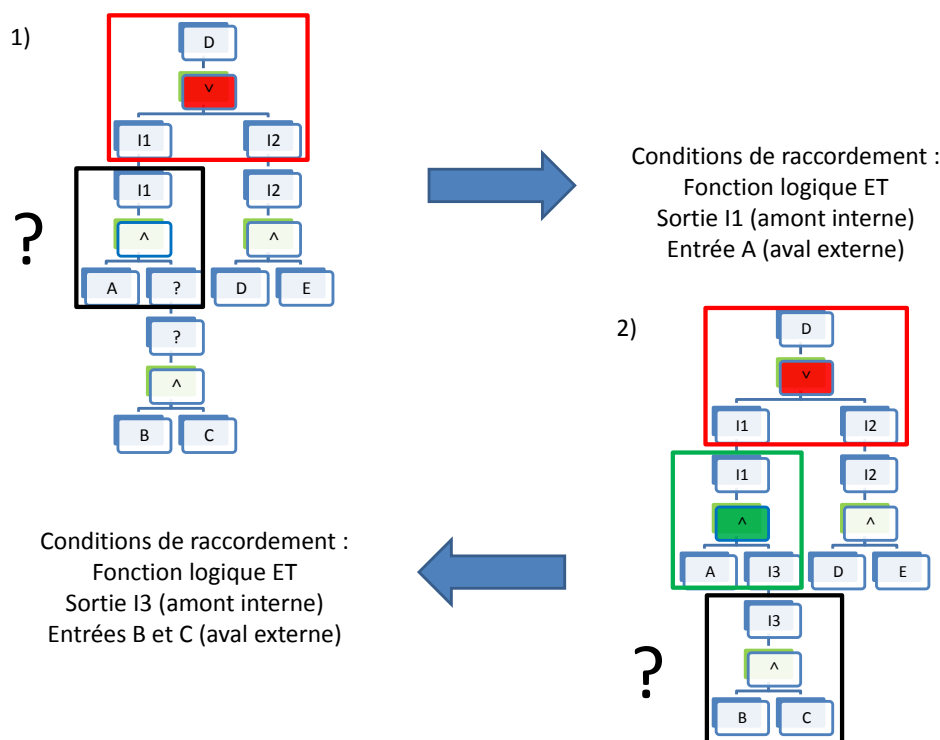 1)
D
˅
I1 I2
I1 I2
?
^ ^
A ? D E
?
^
B C
Conditions de raccordement :
Fonction logique ET
Sortie I1 (amont interne)
Entrée A (aval externe)
2)
D
˅
I1 I2
I1 I2
^ ^
A I3 D E
I3
?
^
B C
Conditions de raccordement :
Fonction logique ET
Sortie I3 (amont interne)
Entrées B et C (aval externe)